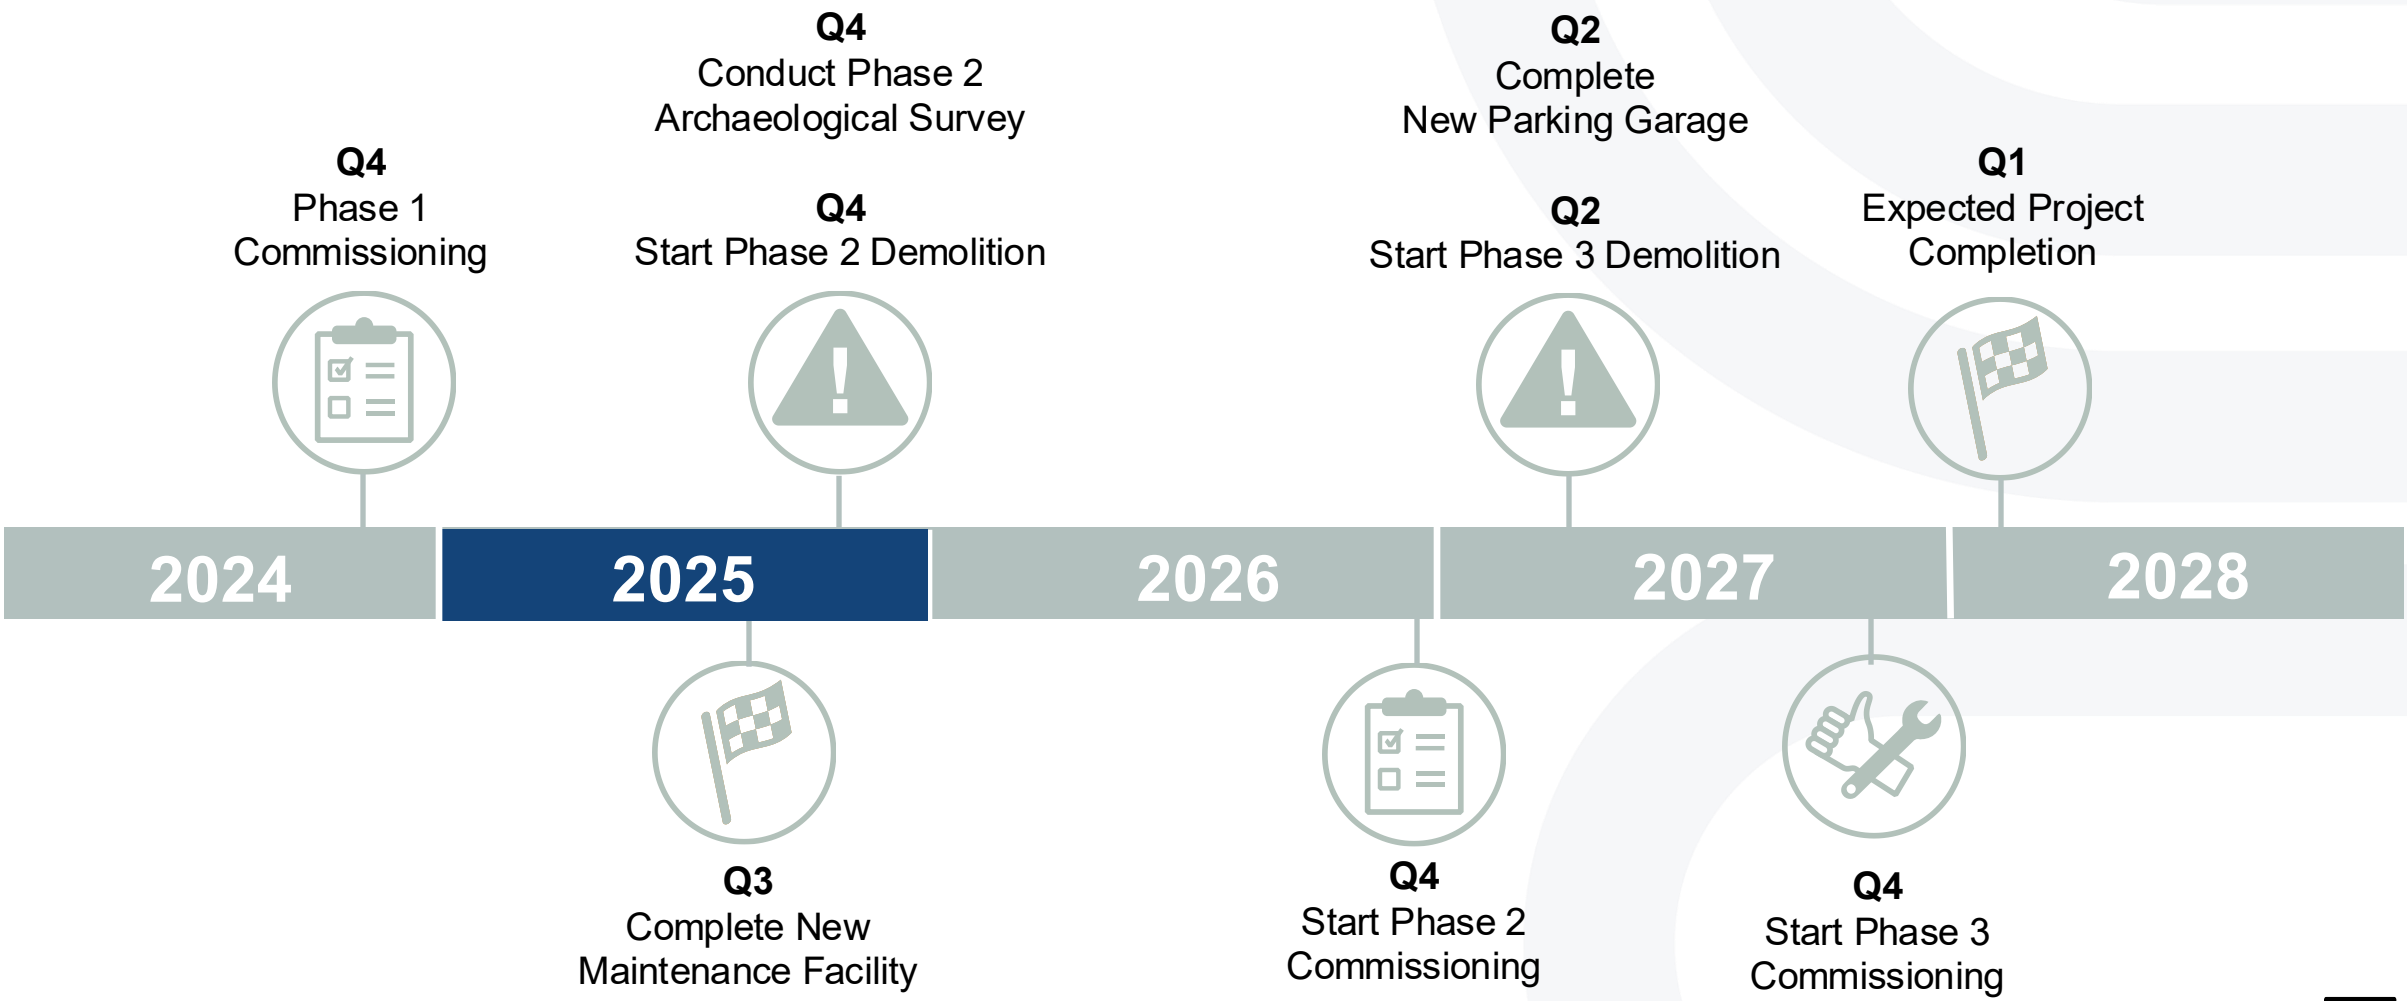 Q4
Phase 1
Commissioning
Q4
Conduct Phase 2
Archaeological Survey
Q4
Start Phase 2 Demolition
Q2
Complete
New Parking Garage
Q2
Start Phase 3 Demolition
Q1
Expected Project
Completion
2024
2025
2026
2027
2028
Q3
Complete New
Maintenance Facility
Q4
Start Phase 2
Commissioning
Q4
Start Phase 3
Commissioning